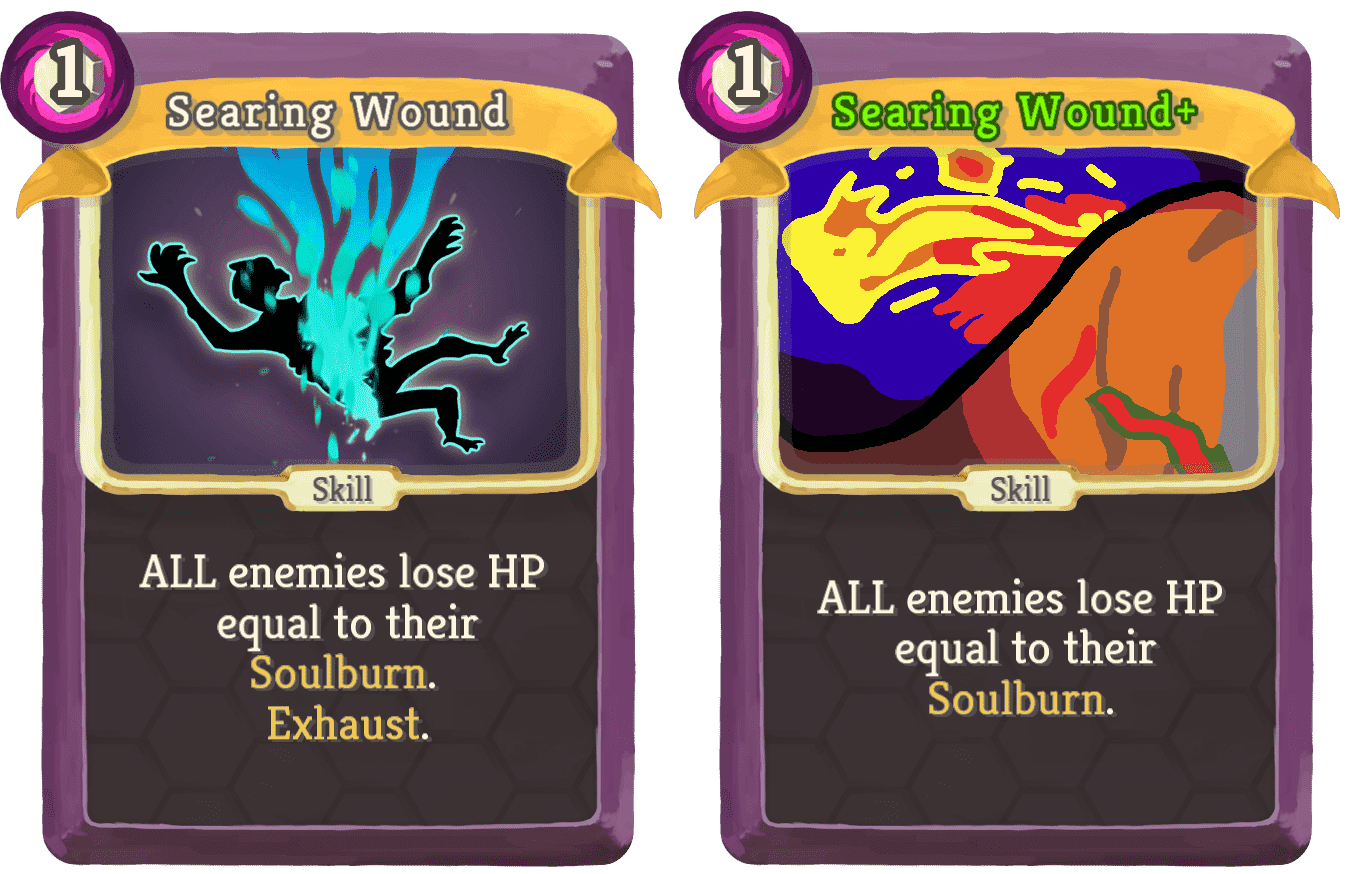 1
Searing Wound
Skill
ALL enemies lose HP
equal to their
Soulburn.
Exhaust.
1
Searing Wound+
Skill
ALL enemies lose HP
equal to their
Soulburn.